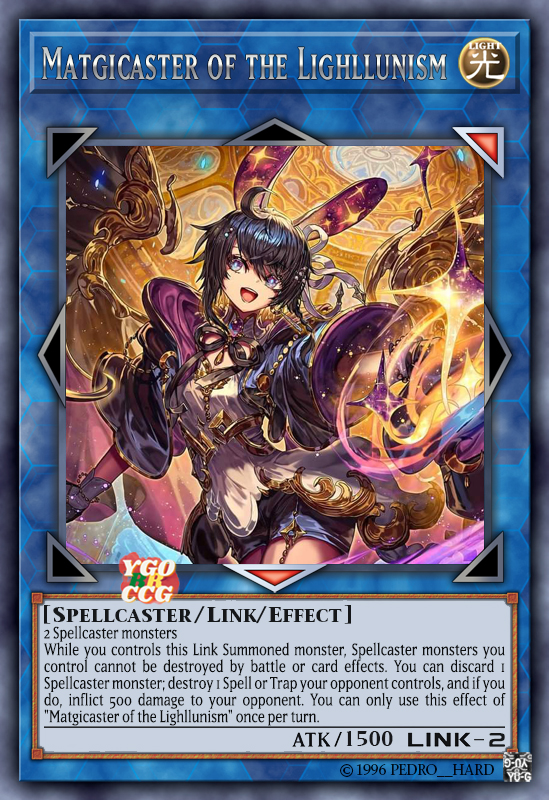 Matgicaster of the Lighllunism
LIGHT
光
YGO
BR
CCG
[Spellcaster/Link/Effect]
2 Spellcaster monsters
While you controls this Link Summoned monster, Spellcaster monsters you
control cannot be destroyed by battle or card effects. You can discard 1
Spellcaster monster; destroy 1 Spell or Trap your opponent controls, and if you
do, inflict 500 damage to your opponent. You can only use this effect of
"Matgicaster of the Lighllunism" once per turn.
ATK/1500 LINK-2
©1996 PEDRO__HARD